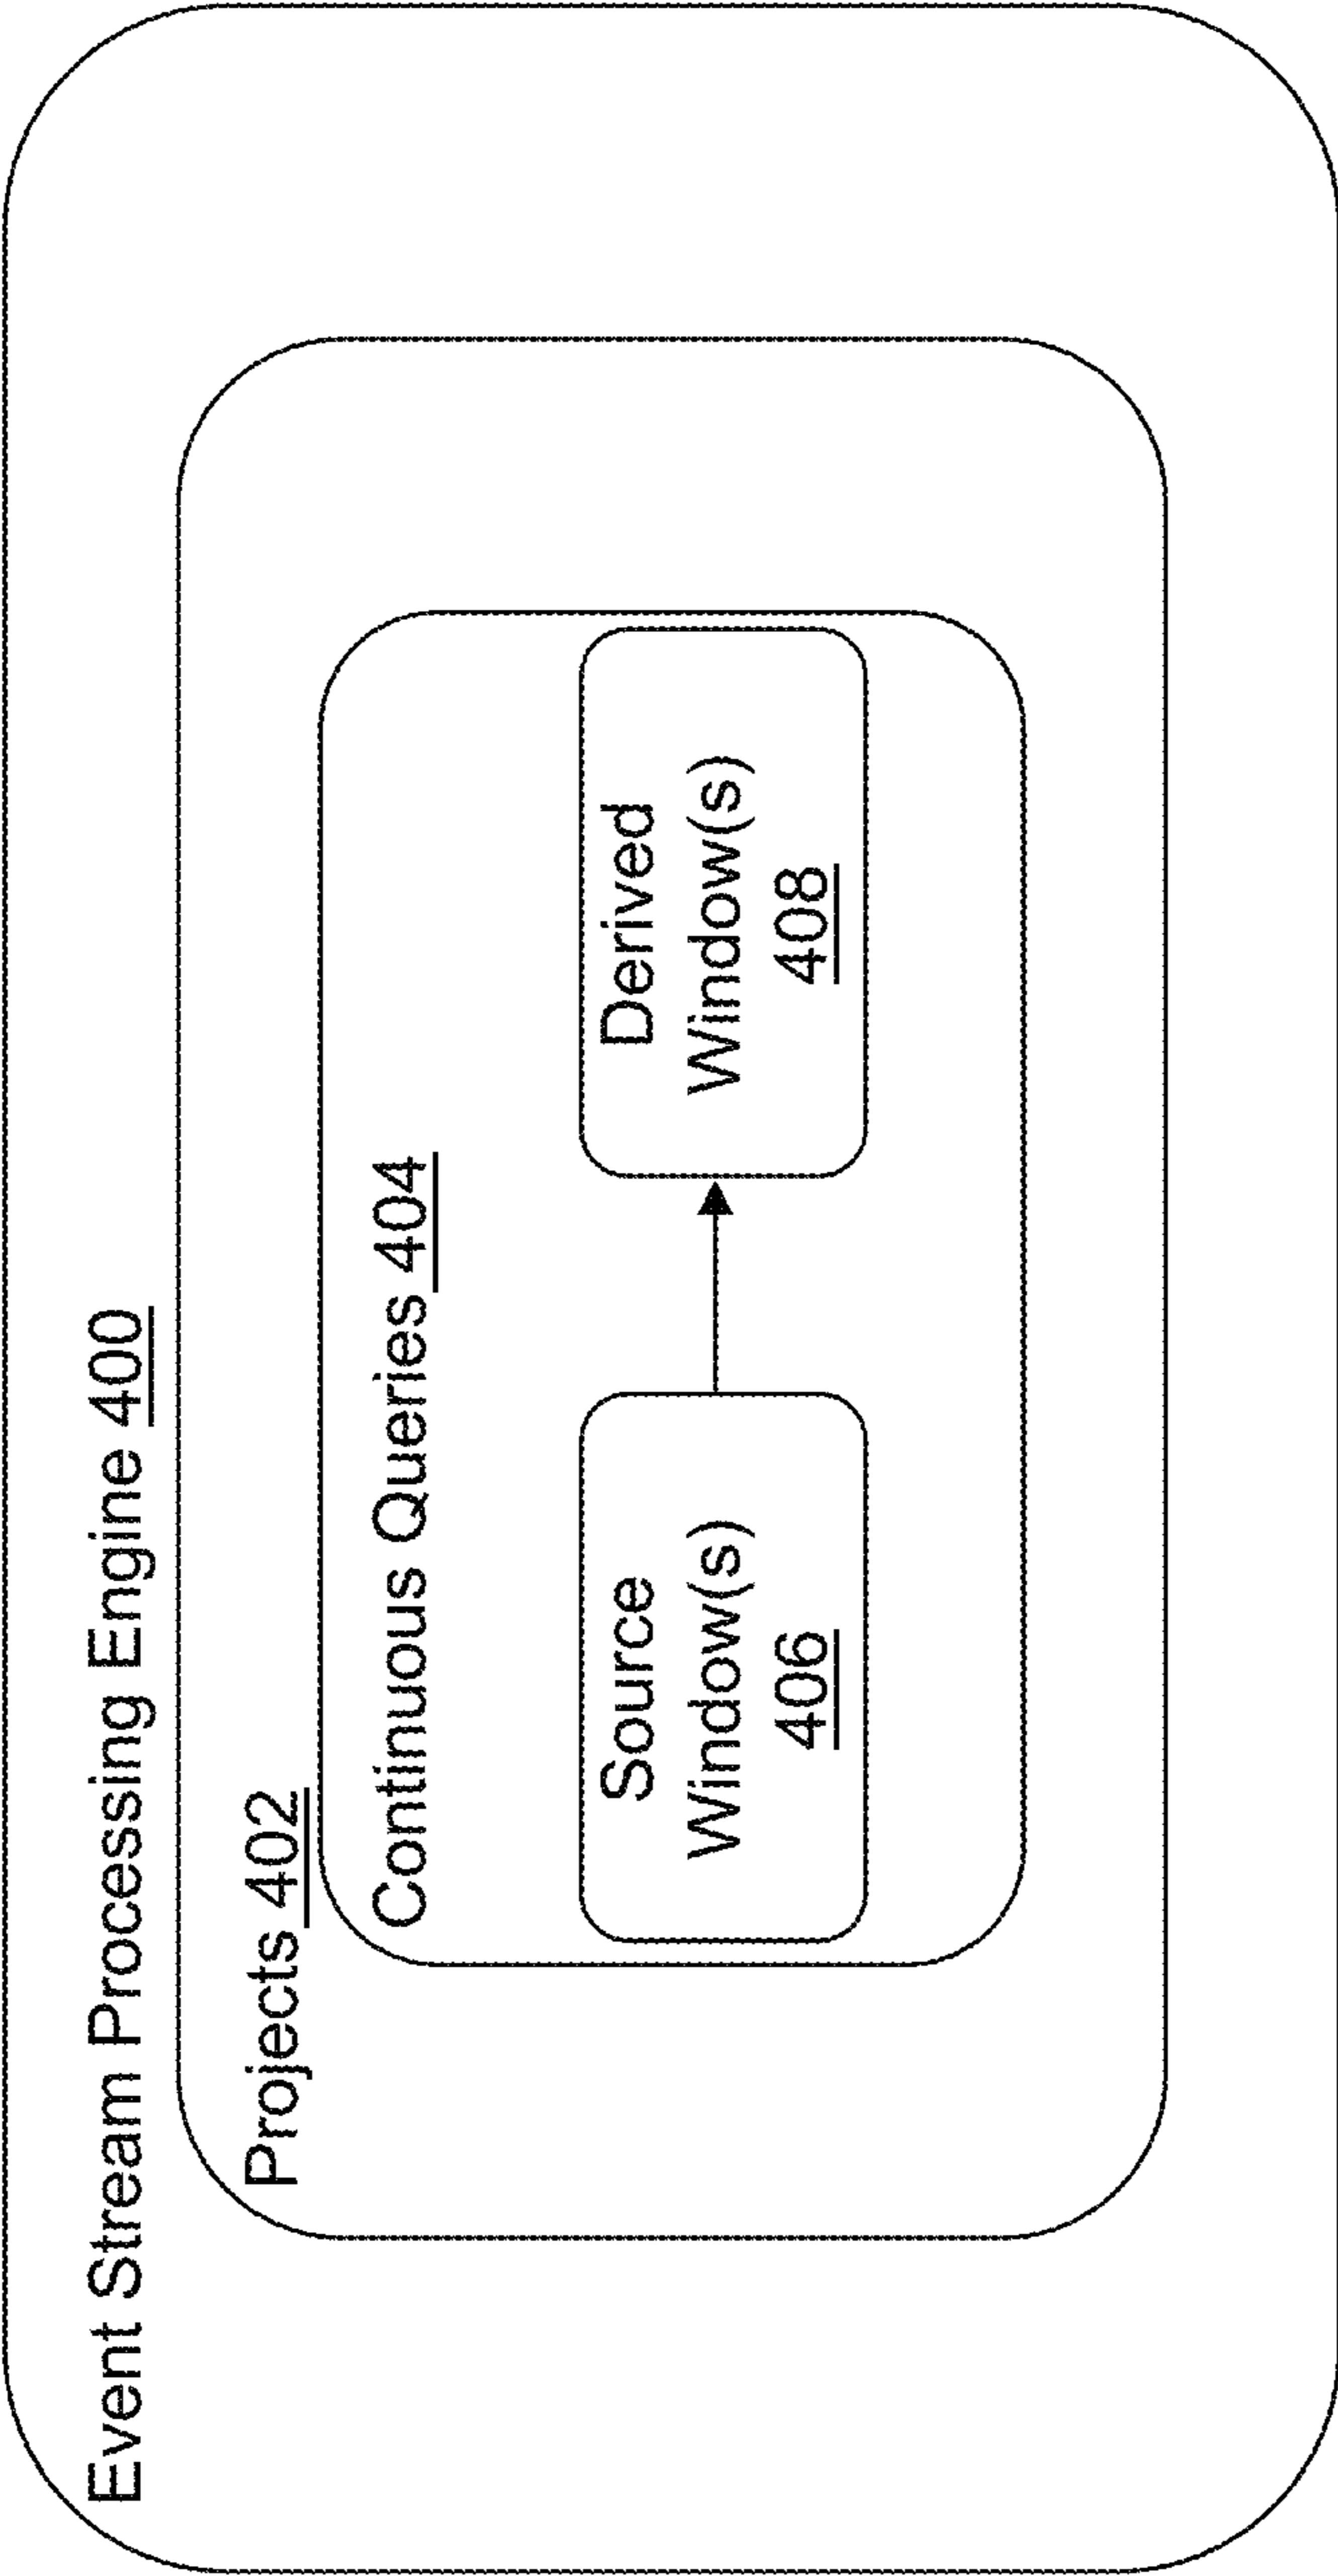 Event Stream Processing Engine 400
Projects 402
Continuous Queries 404
Source
Window(s)
406
Derived
Window(s)
408